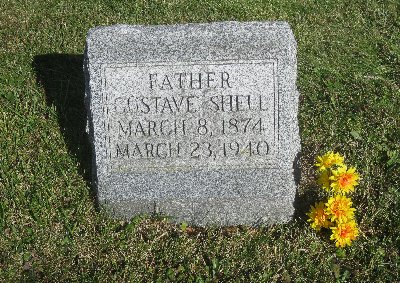 FATHER
GUSTAVE SHELL
MARCH 8, 1874
MARCH 23, 1940